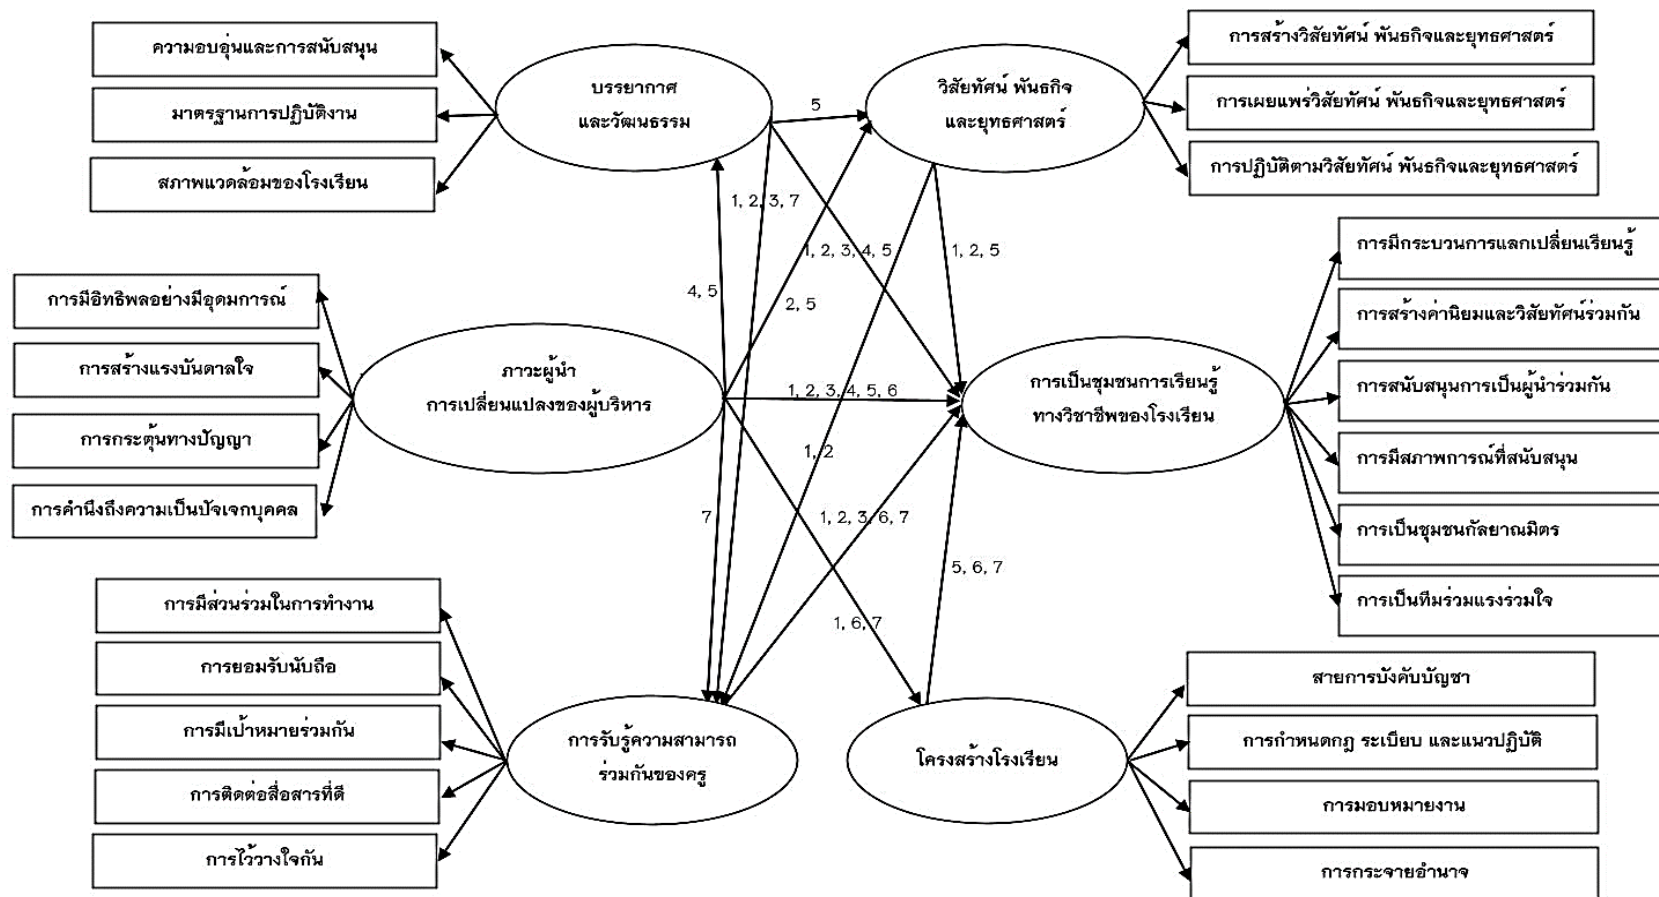 ความอบอุ่นและการสนับสนุน
มาตรฐานการปฏิบัติงาน
สภาพแวดล้อมของโรงเรียน
บรรยากาศ
และวัฒนธรรม
5
วิสัยทัศน์ พันธกิจ
และยุทธศาสตร์
การสร้างวิสัยทัศน์ พันธกิจและยุทธศาสตร์
การเผยแพร่วิสัยทัศน์ พันธกิจและยุทธศาสตร์
การปฏิบัติตามวิสัยทัศน์ พันธกิจและยุทธศาสตร์
1, 2, 3, 7
1, 2, 3, 4, 5
1, 2, 5
4, 5
2, 5
การมีอิทธิพลอย่างมีอุดมการณ์
การสร้างแรงบันดาลใจ
การกระตุ้นทางปัญญา
การคำนึงถึงความเป็นปัจเจกบุคคล
ภาวะผู้นำ
การเปลี่ยนแปลงของผู้บริหาร
1, 2, 3, 4, 5, 6
การเป็นชุมชนการเรียนรู้
ทางวิชาชีพของโรงเรียน
การมีกระบวนการแลกเปลี่ยนเรียนรู้
การสร้างค่านิยมและวิสัยทัศน์ร่วมกัน
การสนับสนุนการเป็นผู้นำร่วมกัน
การมีสภาพการณ์ที่สนับสนุน
การเป็นชุมชนกัลยาณมิตร
การเป็นทีมร่วมแรงร่วมใจ
1, 2
7
1, 2, 3, 6, 7
5, 6, 7
1, 6, 7
การมีส่วนร่วมในการทำงาน
การยอมรับนับถือ
การมีเป้าหมายร่วมกัน
การติดต่อสื่อสารที่ดี
การไว้วางใจกัน
การรับรู้ความสามารถ
ร่วมกันของครู
โครงสร้างโรงเรียน
สายการบังคับบัญชา
การกำหนดกฎ ระเบียบ และแนวปฏิบัติ
การมอบหมายงาน
การกระจายอำนาจ